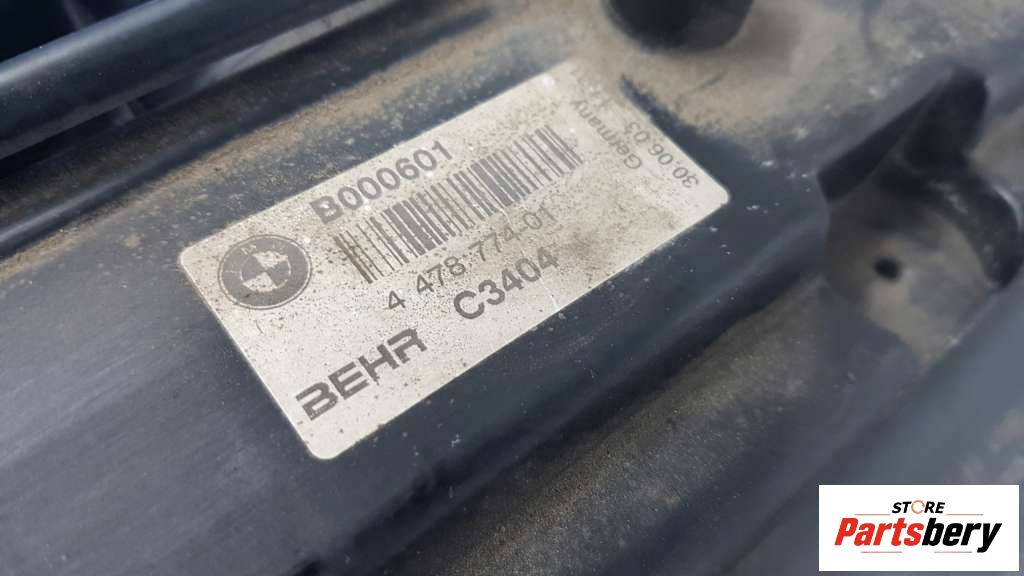 B000601
4 478 774-01
C3404
BEHR
Germany
30.06.03
STORE
Partsbery